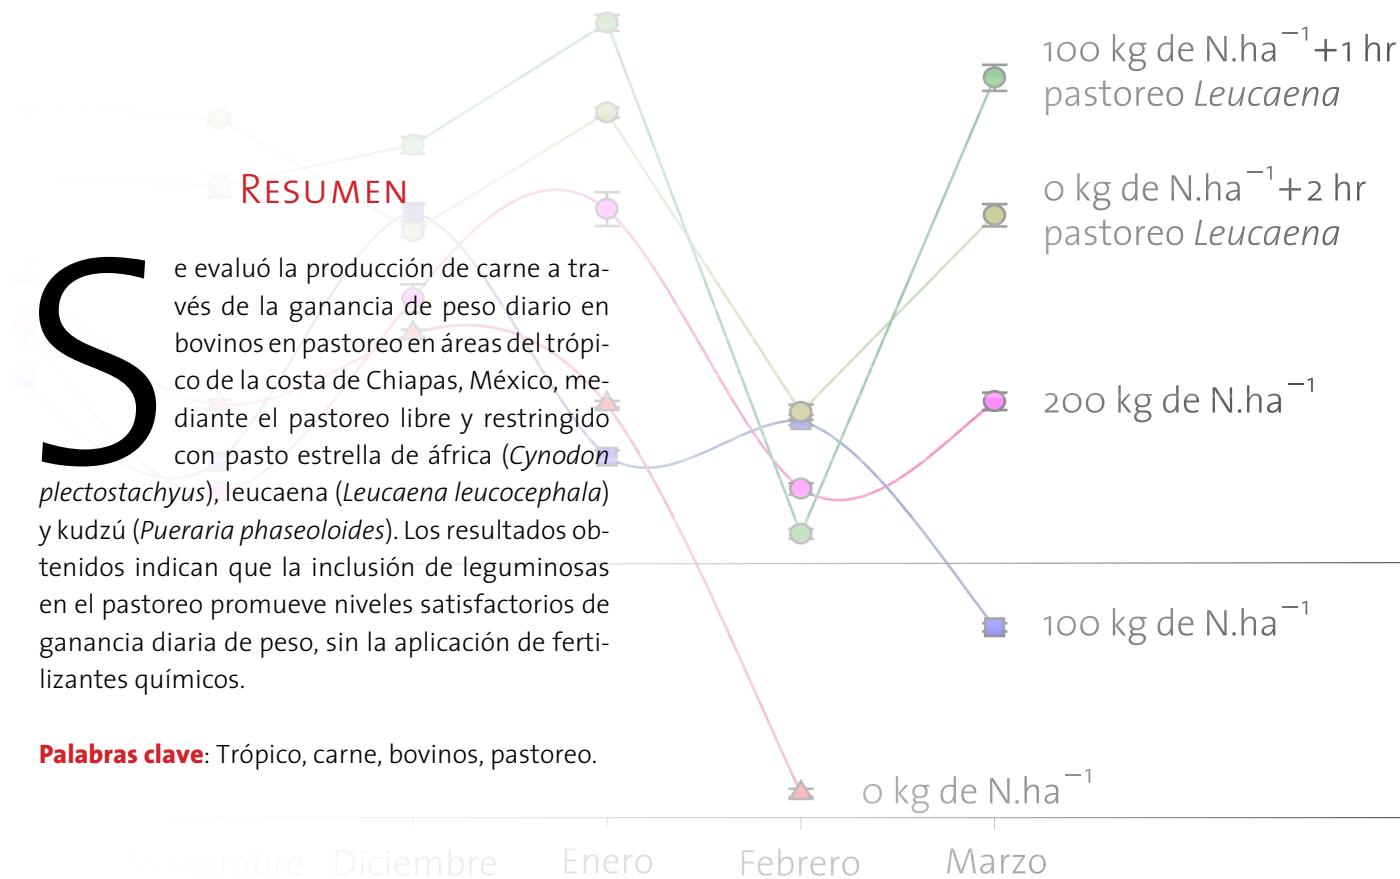 Resumen
Se evaluó la producción de carne a tra-
vés de la ganancia de peso diario en
bovinos en pastoreo en áreas del trópi-
co de la costa de Chiapas, México, me-
diante el pastoreo libre y restringido
con pasto estrella de áfrica (Cynodon
plectostachyus), leucaena (Leucaena leucocephala)
y kudzú (Pueraria phaseoloides). Los resultados ob-
tenidos indican que la inclusión de leguminosas
en el pastoreo promueve niveles satisfactorios de
ganancia diaria de peso, sin la aplicación de ferti-
lizantes químicos.
Palabras clave: Trópico, carne, bovinos, pastoreo.
100 kg de N.ha⁻¹+1 hr
pastoreo Leucaena
0 kg de N.ha⁻¹+2 hr
pastoreo Leucaena
200 kg de N.ha⁻¹
100 kg de N.ha⁻¹
0 kg de N.ha⁻¹
Noviembre Diciembre Enero Febrero Marzo